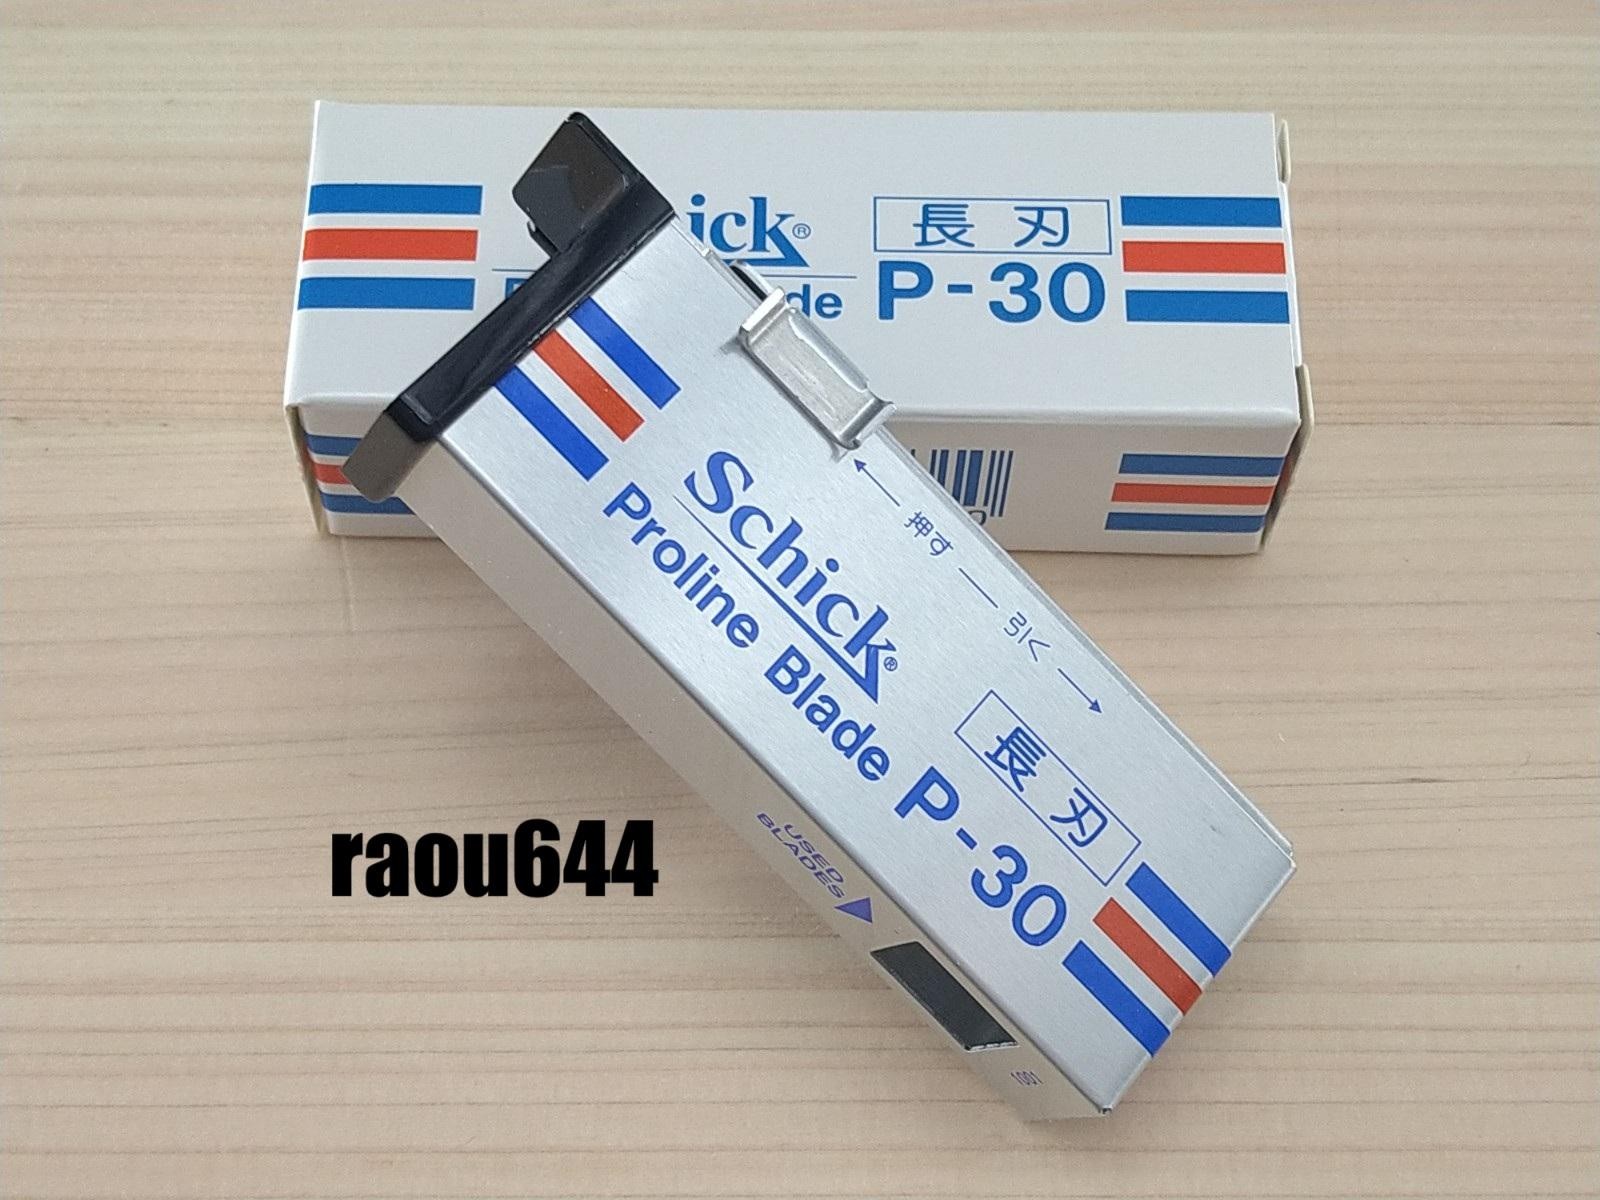 ick®
長刃
de P-30
Schick®
Proline Blade P-30
長刃
← 押す — 引く →
USED
BLADES
raou644